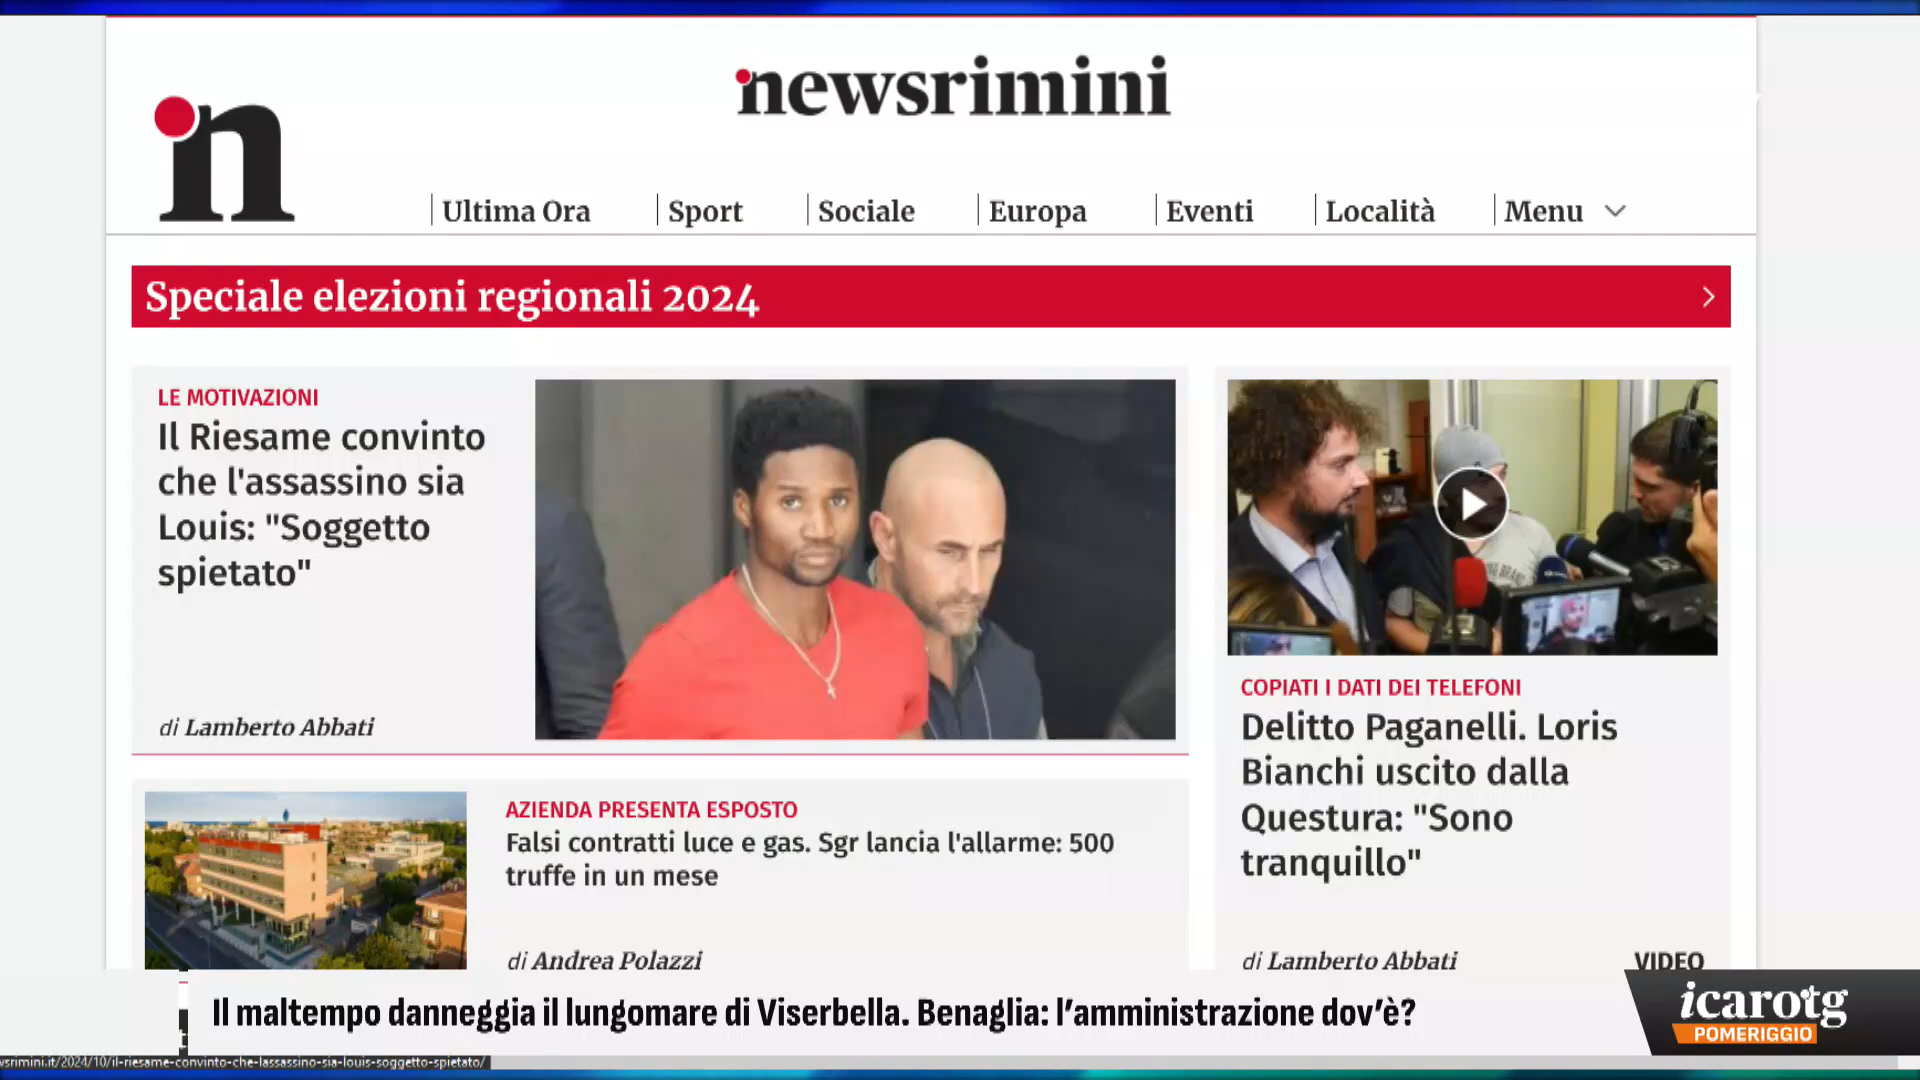 newsrimini
in
Ultima Ora
Sport
Sociale
Europa
Eventi
Località
Menu
Speciale elezioni regionali 2024
LE MOTIVAZIONI
Il Riesame convinto
che l'assassino sia
Louis: "Soggetto
spietato"
di Lamberto Abbati
COPIATI I DATI DEI TELEFONI
Delitto Paganelli. Loris
Bianchi uscito dalla
Questura: "Sono
tranquillo"
di Lamberto Abbati
VIDEO
AZIENDA PRESENTA ESPOSTO
Falsi contratti luce e gas. Sgr lancia l'allarme: 500
truffe in un mese
di Andrea Polazzi
Il maltempo danneggia il lungomare di Viserbella. Benaglia: l'amministrazione dov'è?
icarotg
POMERIGGIO
vsrimini.it/2024/10/il-riesame-convinto-che-lassassino-sia-louis-soggetto-spietato/